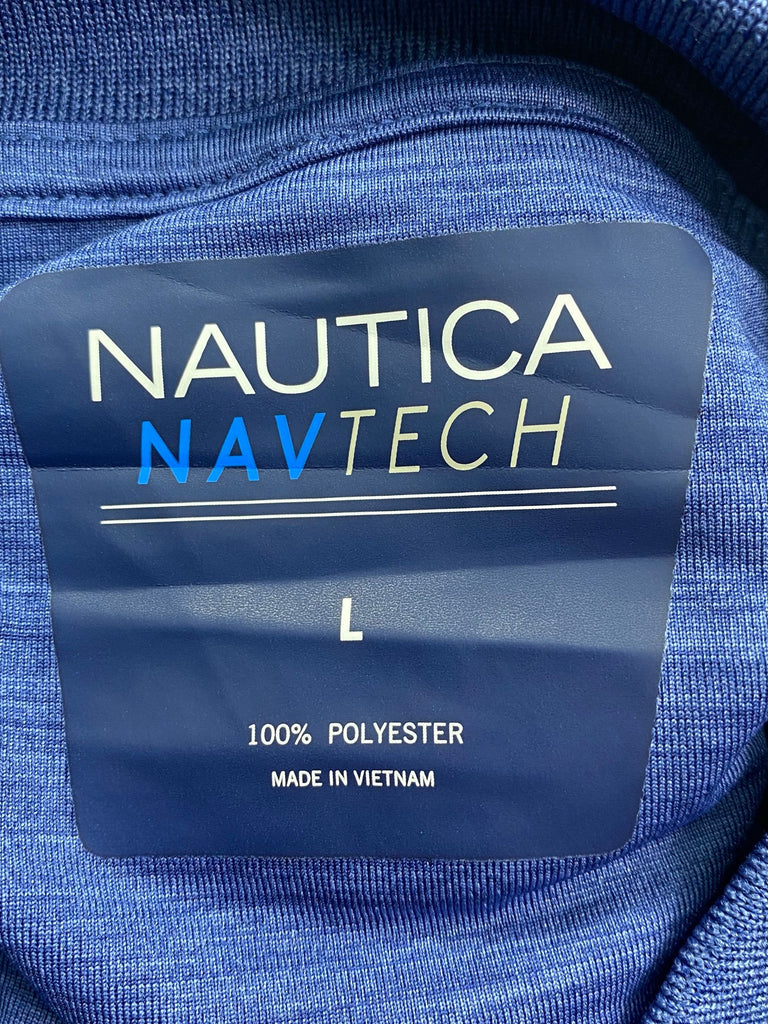 NAUTICA
NAVTECH
L
100% POLYESTER
MADE IN VIETNAM